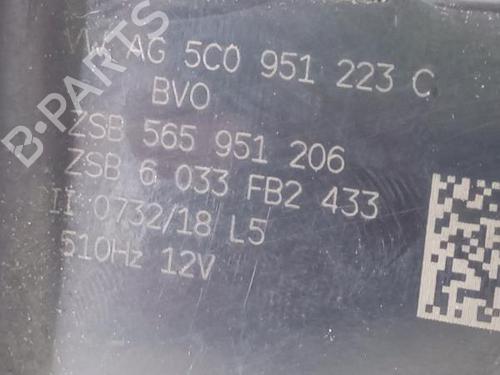 VW AG 5C0 951 223 C
BVO
ZSB 565 951 206
ZSB 6 033 FB2 433
II 0732/18 L5
510Hz 12V
B-PARTS